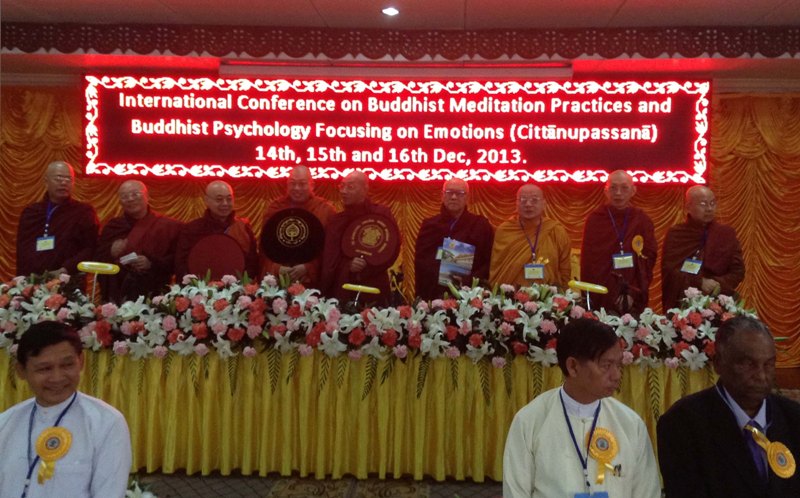 International Conference on Buddhist Meditation Practices and
Buddhist Psychology Focusing on Emotions (Cittānupassanā)
14th, 15th and 16th Dec, 2013.